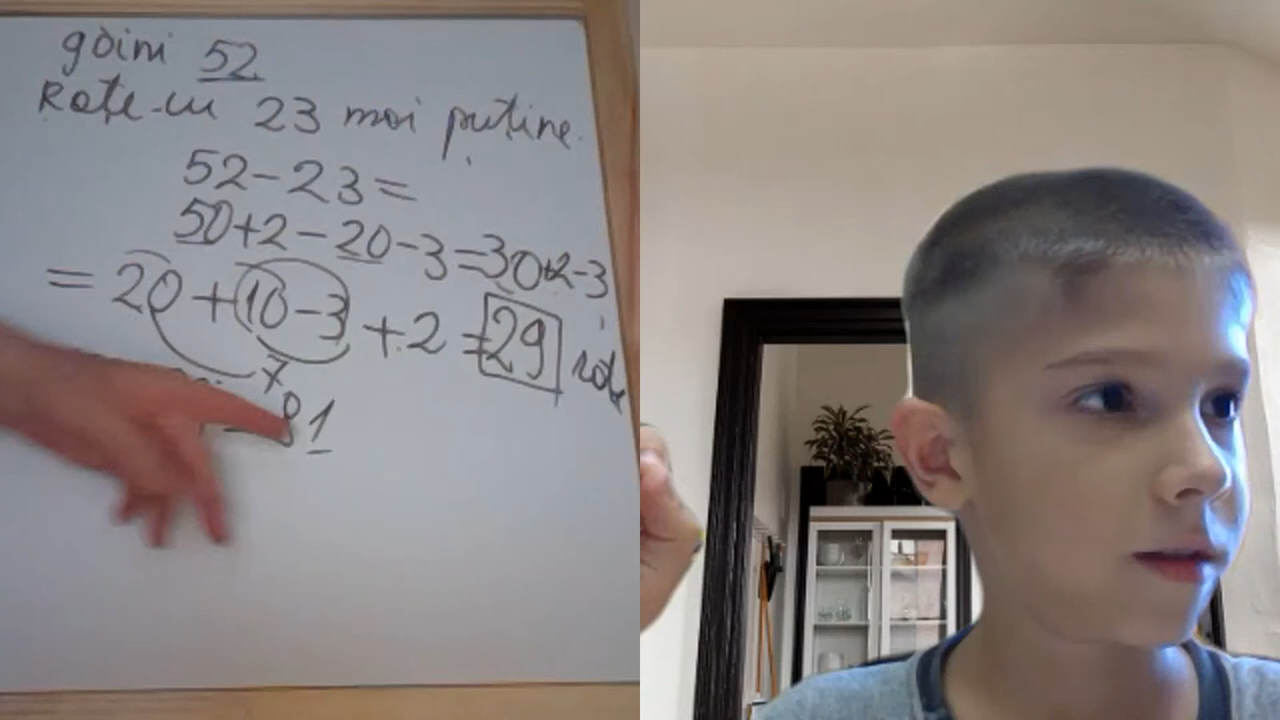 găini 52
Rațe-cu 23 mai puține.
52-23=
50+2-20-3=30+2-3
=20+(10-3)+2=29
7
81